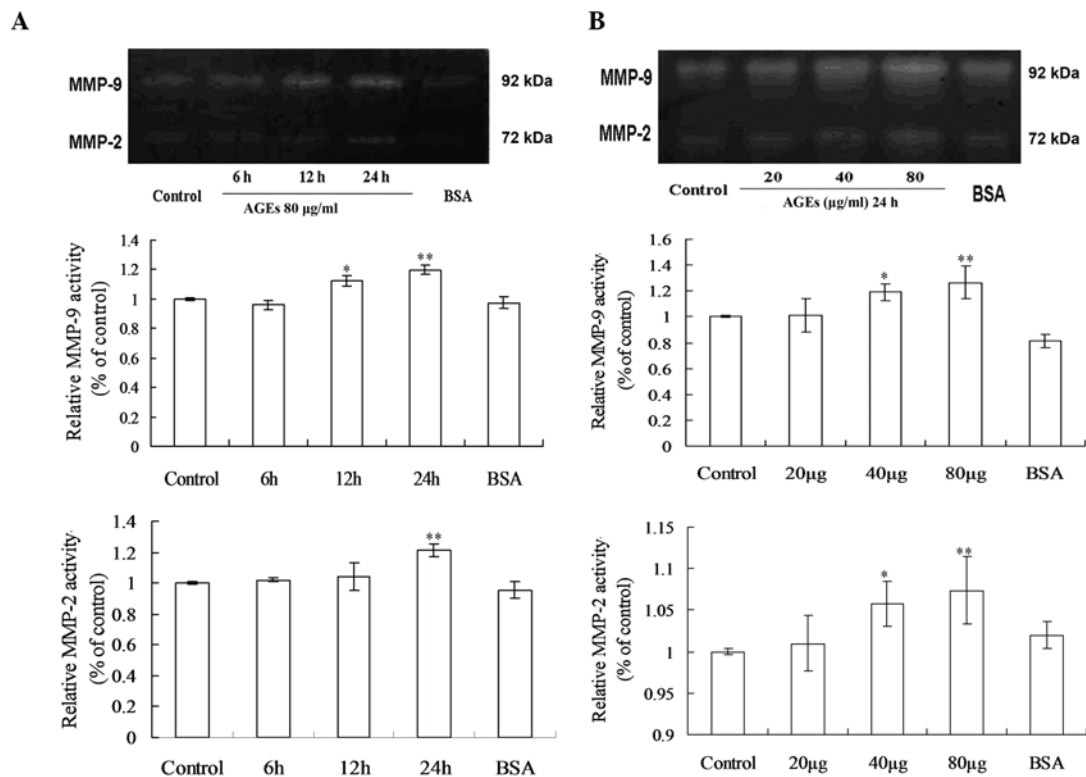 A
MMP-9
92 kDa
MMP-2
72 kDa
Control
6 h
12 h
24 h
BSA
AGEs 80 µg/ml
Relative MMP-9 activity
(% of control)
1.4
1.2
1
0.8
0.6
0.4
0.2
0
*
**
Control
6h
12h
24h
BSA
Relative MMP-2 activity
(% of control)
1.4
1.2
1
0.8
0.6
0.4
0.2
0
**
Control
6h
12h
24h
BSA
B
MMP-9
92 kDa
MMP-2
72 kDa
Control
20
40
80
BSA
AGEs (µg/ml) 24 h
Relative MMP-9 activity
(% of control)
1.6
1.4
1.2
1
0.8
0.6
0.4
0.2
0
*
**
Control
20µg
40µg
80µg
BSA
Relative MMP-2 activity
(% of control)
1.15
1.1
1.05
1
0.95
0.9
*
**
Control
20µg
40µg
80µg
BSA